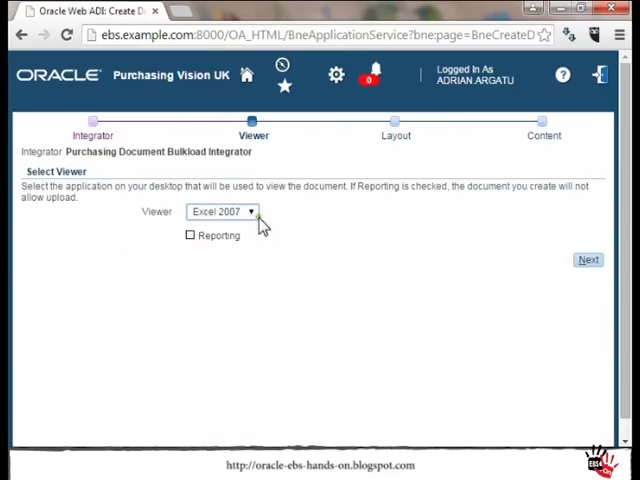 Oracle Web ADI: Create D
ebs.example.com:8000/OA_HTML/BneApplicationService?bne:page=BneCreateD
ORACLE Purchasing Vision UK
0
Logged In As
ADRIAN.ARGATU
Integrator Viewer Layout Content
Integrator Purchasing Document Bulkload Integrator
Select Viewer
Select the application on your desktop that will be used to view the document. If Reporting is checked, the document you create will not
allow upload.
Viewer Excel 2007
Reporting
Next
http://oracle-ebs-hands-on.blogspot.com